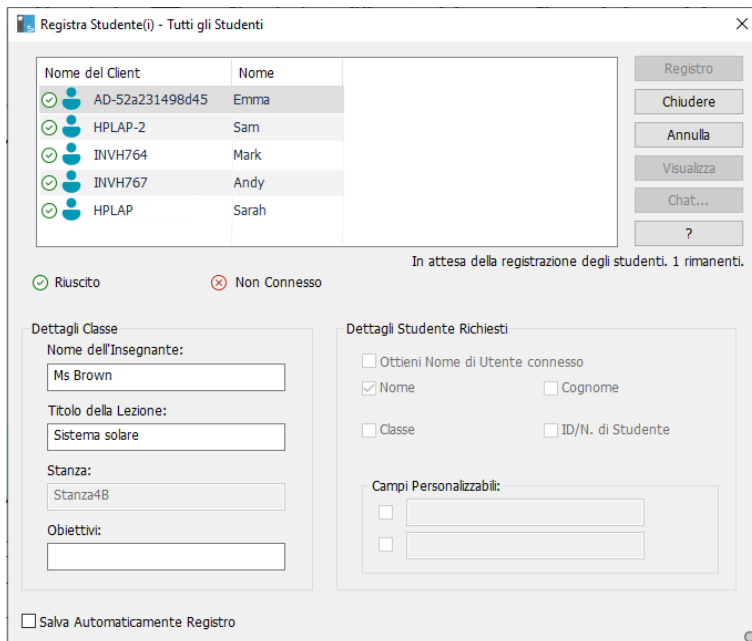 Registra Studente(i) - Tutti gli Studenti
Nome del Client Nome
AD-52a231498d45 Emma
HPLAP-2 Sam
INVH764 Mark
INVH767 Andy
HPLAP Sarah
Registro
Chiudere
Annulla
Visualizza
Chat...
?
In attesa della registrazione degli studenti. 1 rimanenti.
Riuscito Non Connesso
Dettagli Classe
Nome dell'Insegnante:
Ms Brown
Titolo della Lezione:
Sistema solare
Stanza:
Stanza4B
Obiettivi:
Dettagli Studente Richiesti
Ottieni Nome di Utente connesso
Nome Cognome
Classe ID/N. di Studente
Campi Personalizzabili:
Salva Automaticamente Registro